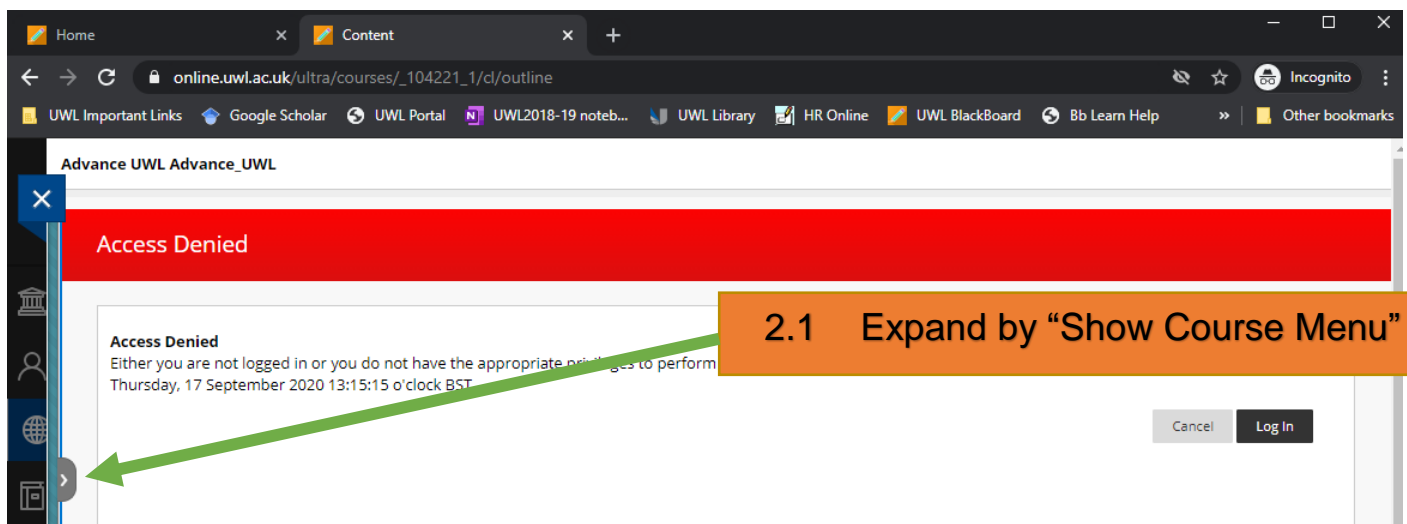 Home
Content
online.uwl.ac.uk/ultra/courses/_104221_1/cl/outline
Incognito
UWL Important Links Google Scholar UWL Portal UWL2018-19 noteb... UWL Library HR Online UWL BlackBoard Bb Learn Help » Other bookmarks
Advance UWL Advance_UWL
Access Denied
2.1 Expand by “Show Course Menu”
Access Denied
Either you are not logged in or you do not have the appropriate privileges to perform
Thursday, 17 September 2020 13:15:15 o'clock BST
Cancel Log In